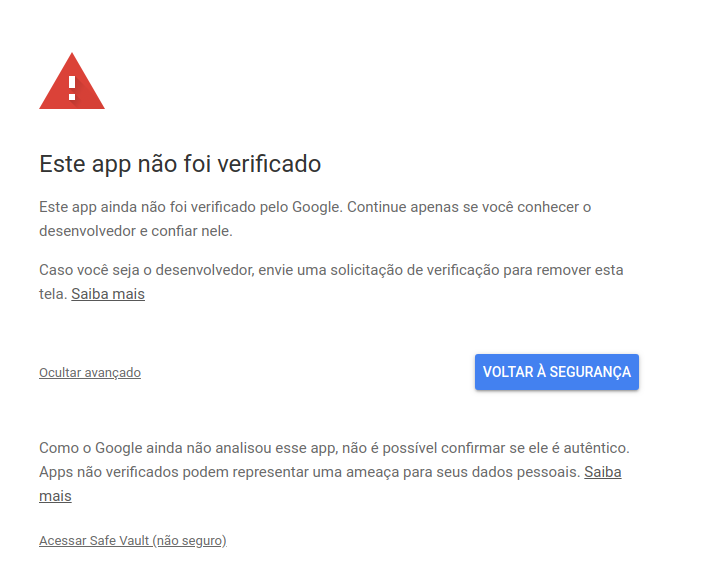 Este app não foi verificado
Este app ainda não foi verificado pelo Google. Continue apenas se você conhecer o
desenvolvedor e confiar nele.
Caso você seja o desenvolvedor, envie uma solicitação de verificação para remover esta
tela. Saiba mais
Ocultar avançado
VOLTAR À SEGURANÇA
Como o Google ainda não analisou esse app, não é possível confirmar se ele é autêntico.
Apps não verificados podem representar uma ameaça para seus dados pessoais. Saiba
mais
Acessar Safe Vault (não seguro)